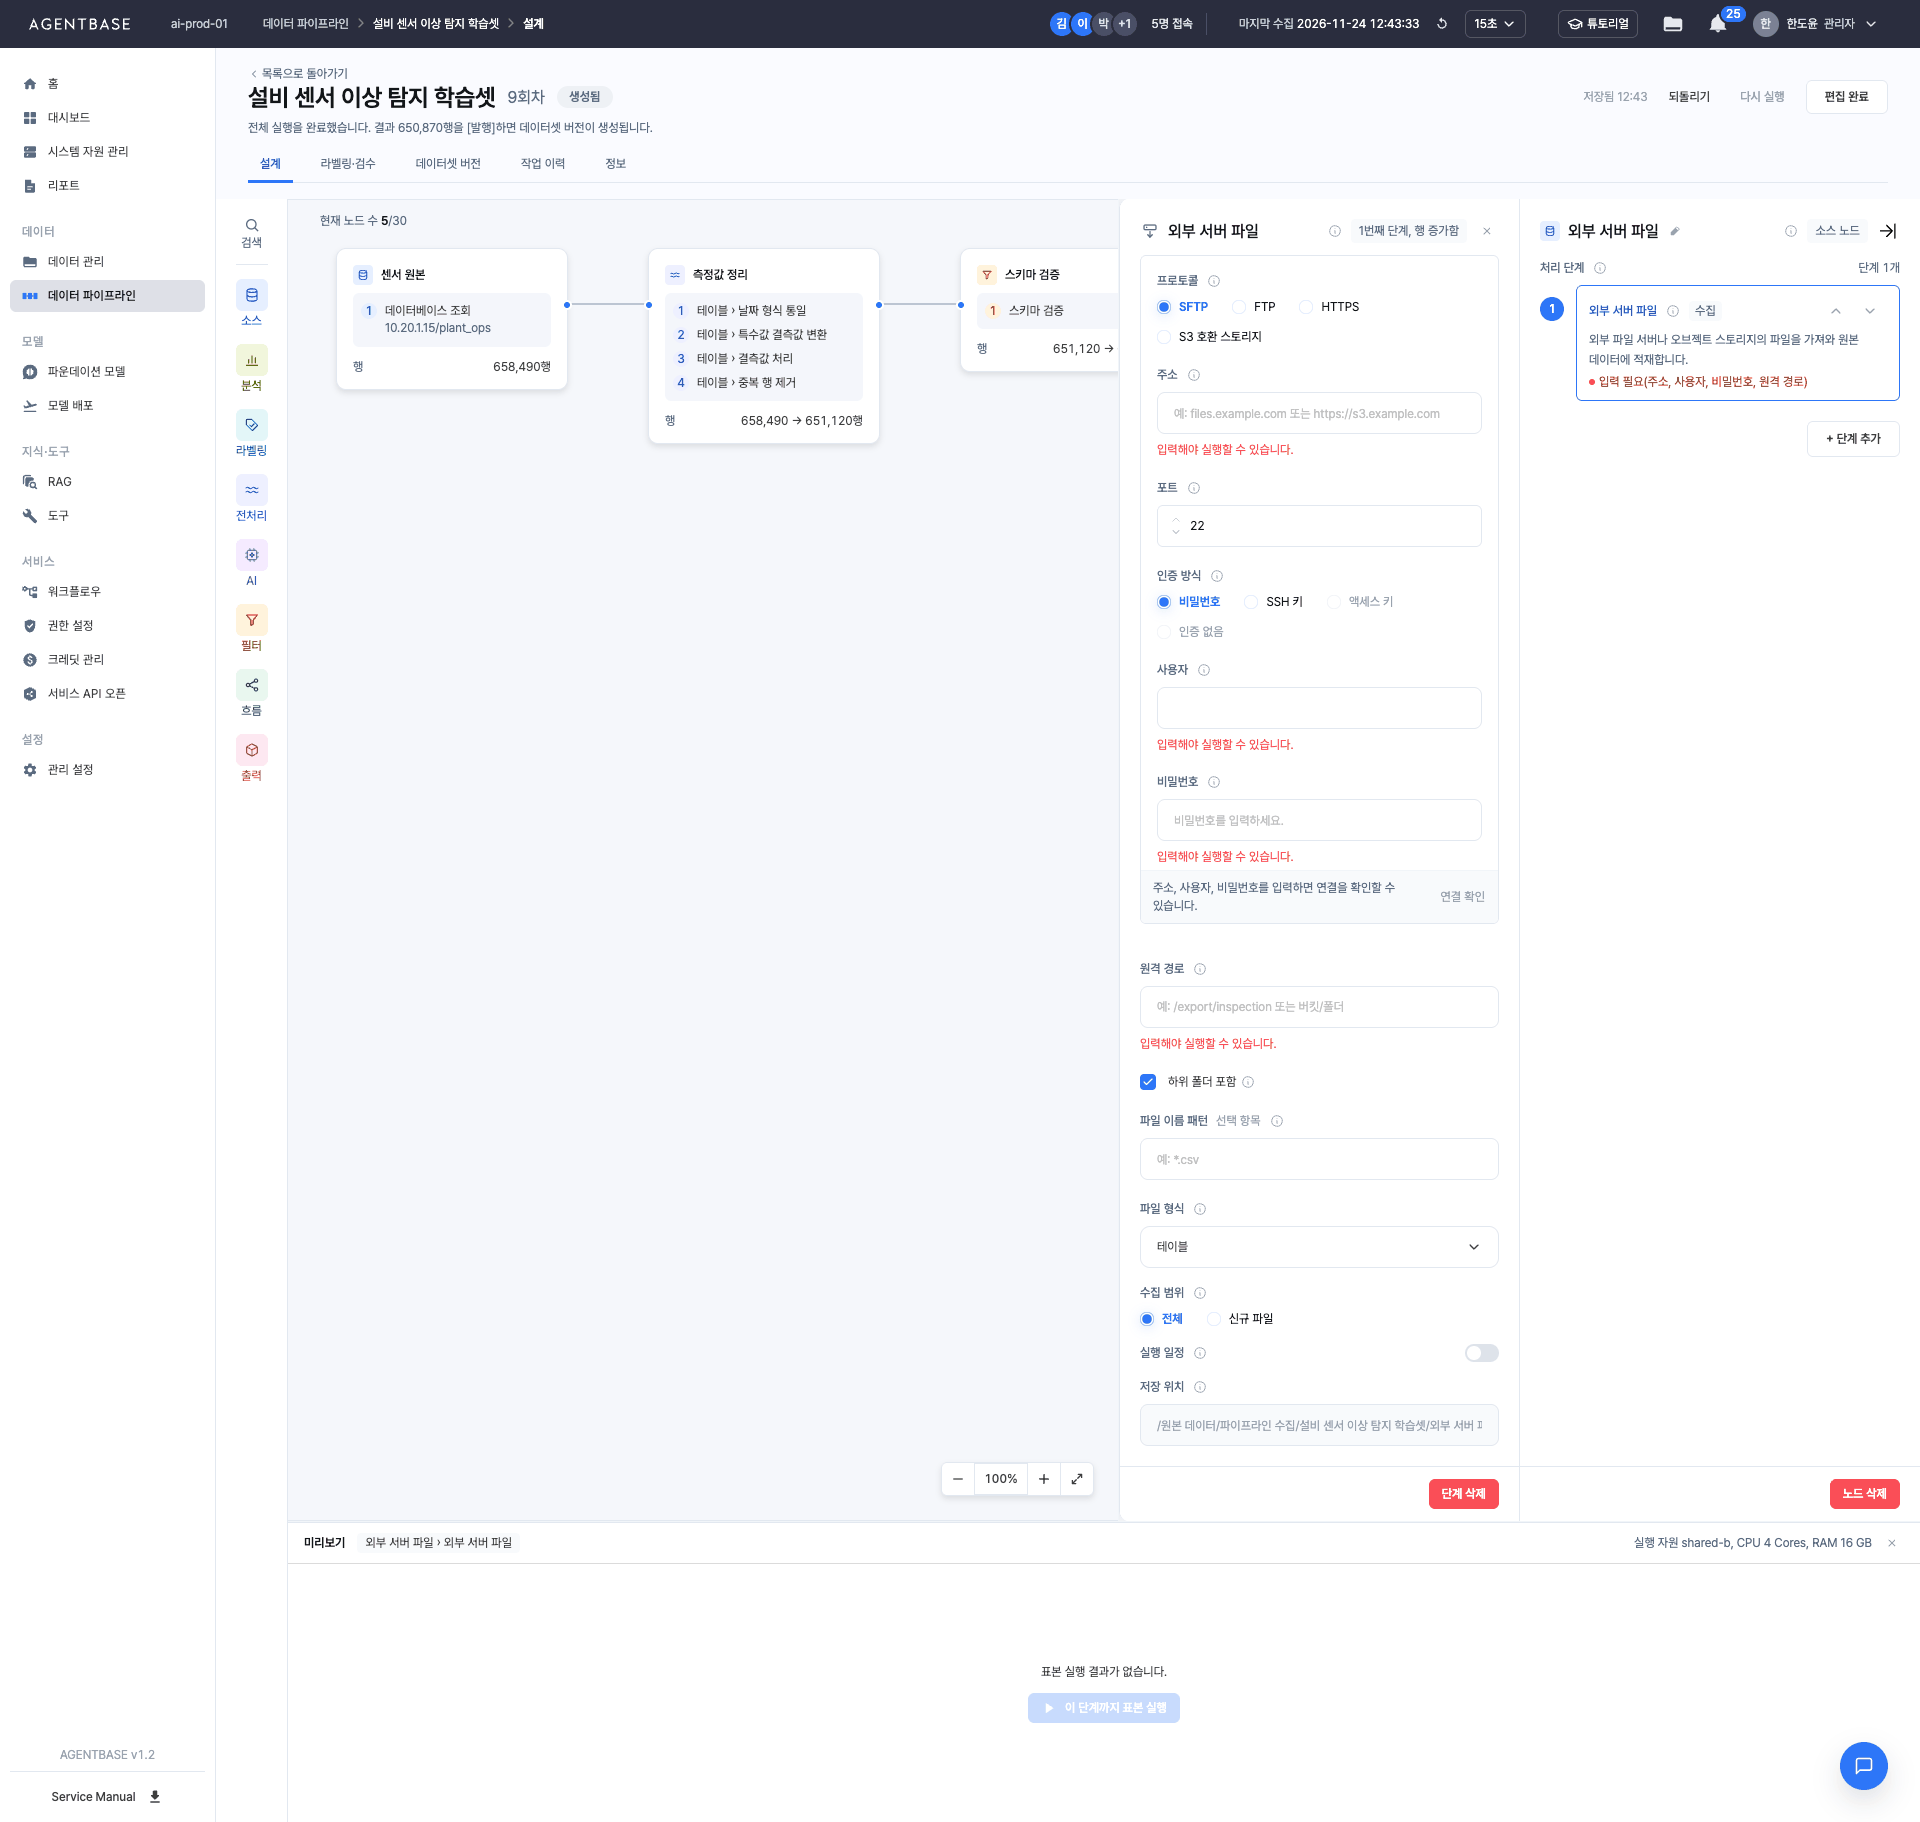 AGENTBASE
ai-prod-01
데이터 파이프라인
설비 센서 이상 탐지 학습셋
설계
김
이
박
+1
5명 접속
마지막 수집 2026-11-24 12:43:33
15초
튜토리얼
25
한
한도윤 관리자
홈
대시보드
시스템 자원 관리
리포트
데이터
데이터 관리
데이터 파이프라인
모델
파운데이션 모델
모델 배포
지식·도구
RAG
도구
서비스
워크플로우
권한 설정
크레딧 관리
서비스 API 오픈
설정
관리 설정
AGENTBASE v1.2
Service Manual
목록으로 돌아가기
설비 센서 이상 탐지 학습셋 9회차 생성됨
전체 실행을 완료했습니다. 결과 650,870행을 [발행]하면 데이터셋 버전이 생성됩니다.
저장됨 12:43
되돌리기
다시 실행
편집 완료
설계
라벨링·검수
데이터셋 버전
작업 이력
정보
검색
소스
분석
라벨링
전처리
AI
필터
흐름
출력
현재 노드 수 5/30
센서 원본
1 데이터베이스 조회
10.20.1.15/plant_ops
행 658,490행
측정값 정리
1 테이블 › 날짜 형식 통일
2 테이블 › 특수값 결측값 변환
3 테이블 › 결측값 처리
4 테이블 › 중복 행 제거
행 658,490 → 651,120행
스키마 검증
1 스키마 검증
행 651,120 →
100%
외부 서버 파일
1번째 단계, 행 증가함
프로토콜
SFTP
FTP
HTTPS
S3 호환 스토리지
주소
예: files.example.com 또는 https://s3.example.com
입력해야 실행할 수 있습니다.
포트
22
인증 방식
비밀번호
SSH 키
액세스 키
인증 없음
사용자
입력해야 실행할 수 있습니다.
비밀번호
비밀번호를 입력하세요.
입력해야 실행할 수 있습니다.
주소, 사용자, 비밀번호를 입력하면 연결을 확인할 수
있습니다.
연결 확인
원격 경로
예: /export/inspection 또는 버킷/폴더
입력해야 실행할 수 있습니다.
하위 폴더 포함
파일 이름 패턴 선택 항목
예: *.csv
파일 형식
테이블
수집 범위
전체
신규 파일
실행 일정
저장 위치
/원본 데이터/파이프라인 수집/설비 센서 이상 탐지 학습셋/외부 서버
단계 삭제
외부 서버 파일
소스 노드
처리 단계
단계 1개
1
외부 서버 파일
수집
외부 파일 서버나 오브젝트 스토리지의 파일을 가져와 원본
데이터에 적재합니다.
입력 필요(주소, 사용자, 비밀번호, 원격 경로)
+ 단계 추가
노드 삭제
미리보기
외부 서버 파일 › 외부 서버 파일
실행 자원 shared-b, CPU 4 Cores, RAM 16 GB
표본 실행 결과가 없습니다.
이 단계까지 표본 실행